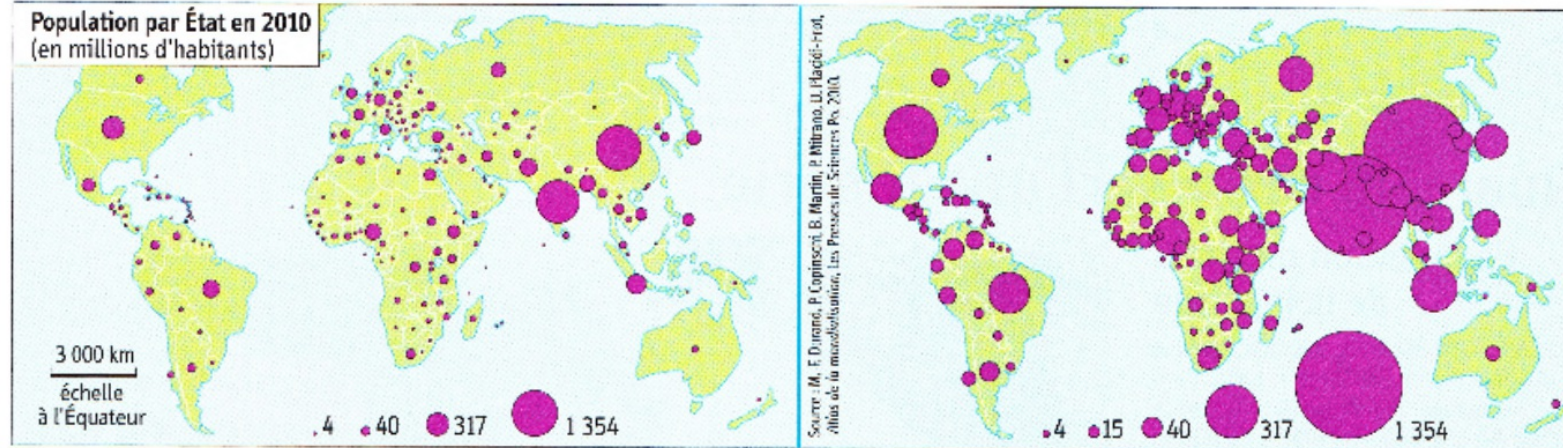 Population par État en 2010
(en millions d'habitants)
3 000 km
échelle
à l'Équateur
4 40 317 1 354
Source : M. F. Durand, P. Copinschi, B. Martin, P. Mitrano, D. Placidi-Frot,
Atlas de la mondialisation, Les Presses de Sciences Po, 2010.
4 15 40 317 1 354